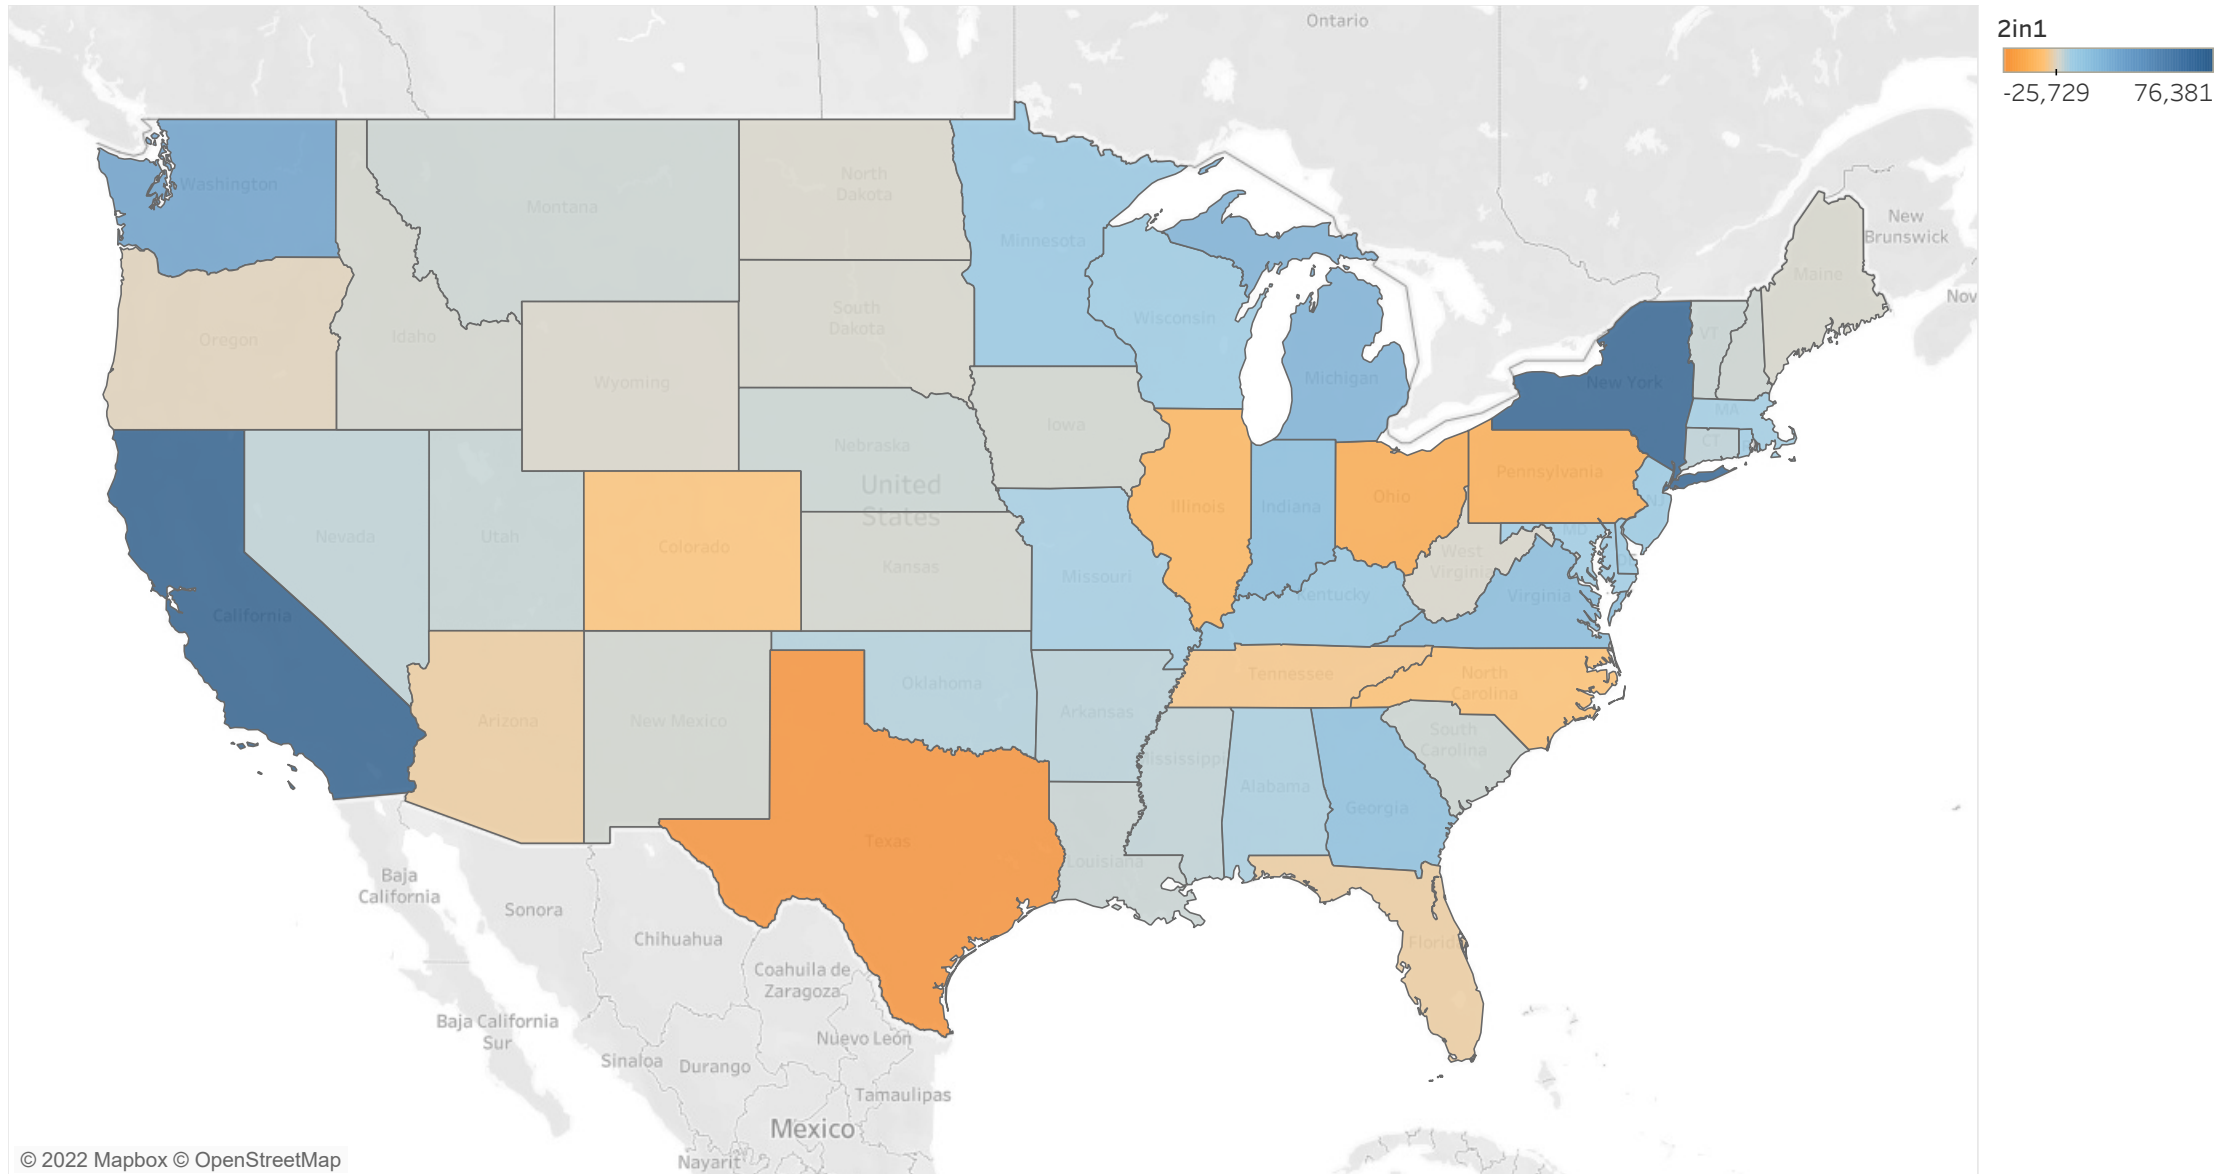 Ontario
2in1
-25,729 76,381
Washington
Montana
North
Dakota
Minnesota
New
Brunswick
Maine
Nov
Oregon
Idaho
Wyoming
South
Dakota
Wisconsin
Michigan
New York
VT
MA
CT
Iowa
Nebraska
United
States
Nevada
Utah
Colorado
Kansas
Missouri
Illinois
Indiana
Ohio
Pennsylvania
NJ
MD
DE
West
Virginia
Virginia
Kentucky
California
Arizona
New Mexico
Oklahoma
Arkansas
Tennessee
North
Carolina
South
Carolina
Mississippi
Alabama
Georgia
Texas
Louisiana
Florid
Baja
California
Sonora
Chihuahua
Coahuila de
Zaragoza
Baja California
Sur
Nuevo León
Sinaloa
Durango
Tamaulipas
Mexico
Nayarit
© 2022 Mapbox © OpenStreetMap